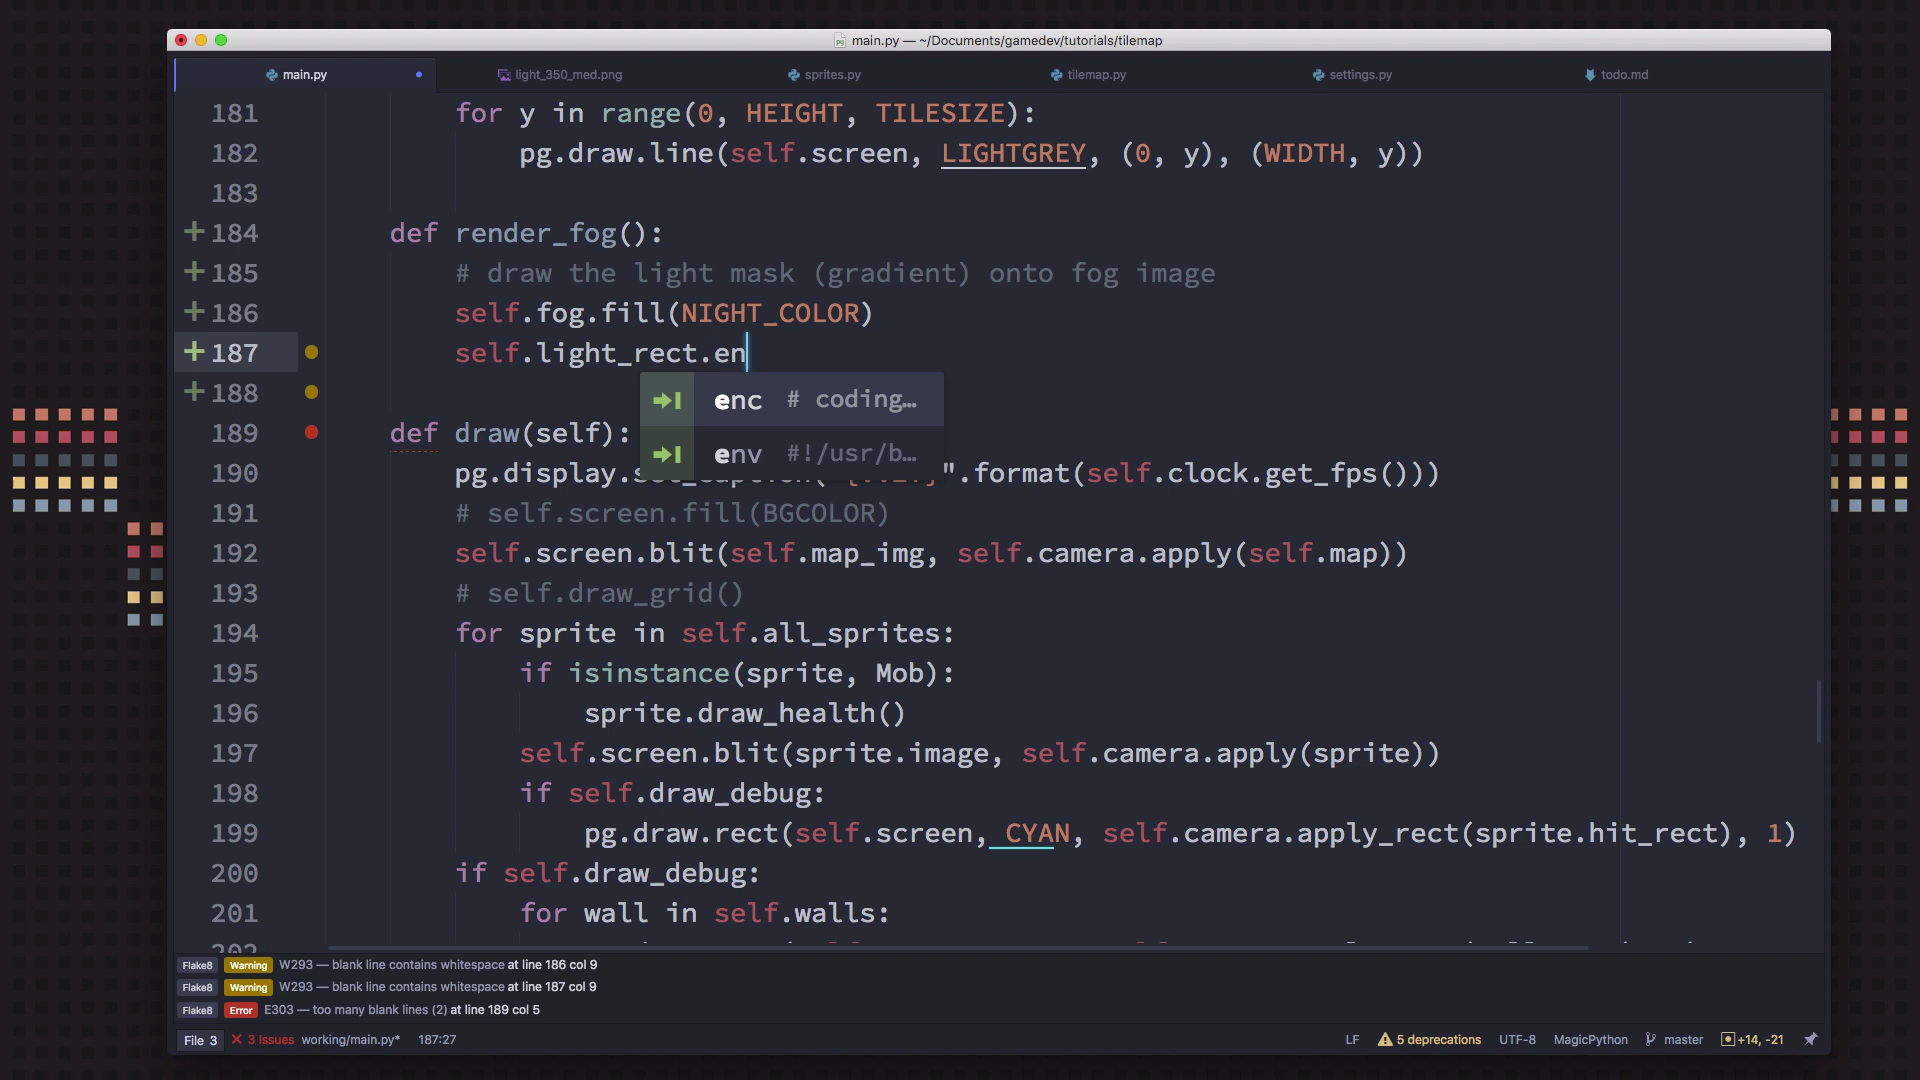 main.py — ~/Documents/gamedev/tutorials/tilemap
main.py light_350_med.png sprites.py tilemap.py settings.py todo.md
181 for y in range(0, HEIGHT, TILESIZE):
182 pg.draw.line(self.screen, LIGHTGREY, (0, y), (WIDTH, y))
183
+ 184 def render_fog():
+ 185 # draw the light mask (gradient) onto fog image
+ 186 self.fog.fill(NIGHT_COLOR)
+ 187 self.light_rect.en
+ 188
enc # coding…
189 def draw(self):
env #!/usr/b…
190 pg.display. ".format(self.clock.get_fps()))
191 # self.screen.fill(BGCOLOR)
192 self.screen.blit(self.map_img, self.camera.apply(self.map))
193 # self.draw_grid()
194 for sprite in self.all_sprites:
195 if isinstance(sprite, Mob):
196 sprite.draw_health()
197 self.screen.blit(sprite.image, self.camera.apply(sprite))
198 if self.draw_debug:
199 pg.draw.rect(self.screen, CYAN, self.camera.apply_rect(sprite.hit_rect), 1)
200 if self.draw_debug:
201 for wall in self.walls:
202
Flake8 Warning W293 — blank line contains whitespace at line 186 col 9
Flake8 Warning W293 — blank line contains whitespace at line 187 col 9
Flake8 Error E303 — too many blank lines (2) at line 189 col 5
File 3 3 Issues working/main.py* 187:27 LF 5 deprecations UTF-8 MagicPython master +14, -21